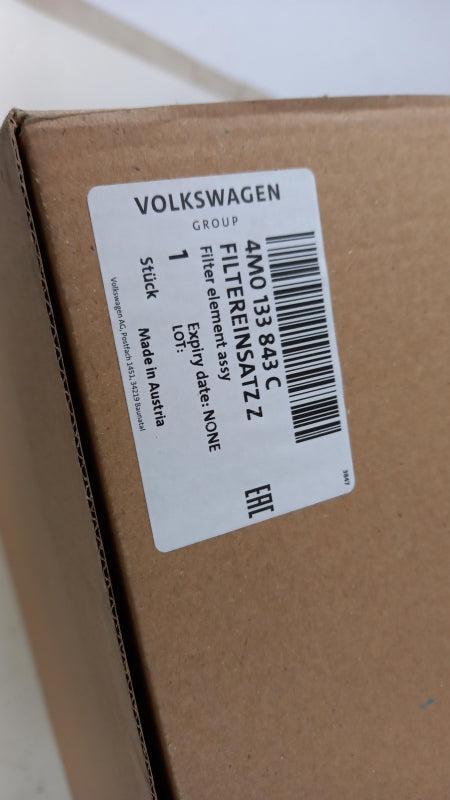 VOLKSWAGEN
GROUP
4M0 133 843 C
FILTEREINSATZ Z
Filter element assy
1
Expiry date: NONE
LOT:
Stück
Made in Austria
Volkswagen AG, Postfach 1451, 34219 Baunatal
EAC
3847